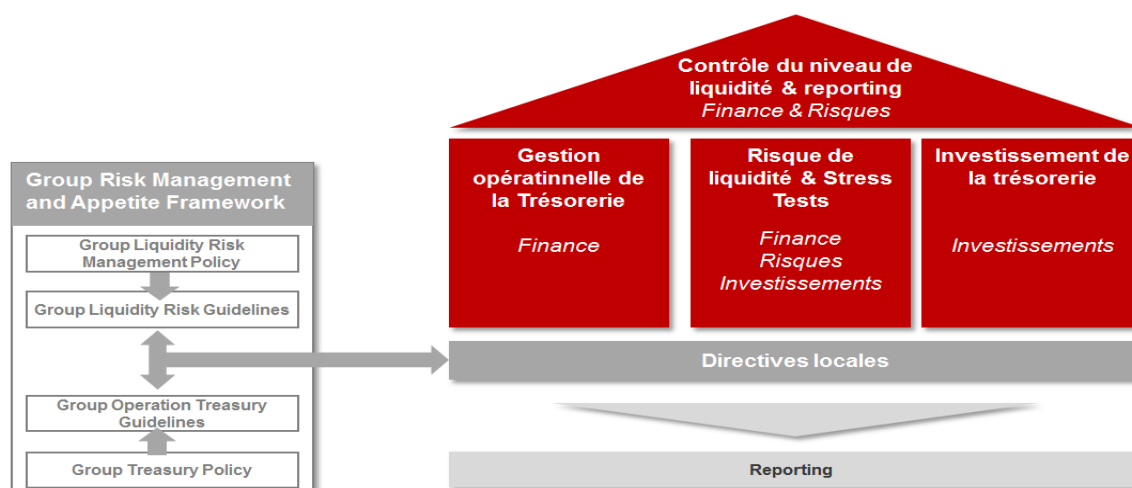 Contrôle du niveau de
liquidité & reporting
Finance & Risques
Group Risk Management
and Appetite Framework
Group Liquidity Risk
Management Policy
Group Liquidity Risk Guidelines
Group Operation Treasury
Guidelines
Group Treasury Policy
Gestion
opératinnelle de
la Trésorerie
Finance
Risque de
liquidité & Stress
Tests
Finance
Risques
Investissements
Investissement de
la trésorerie
Investissements
Directives locales
Reporting